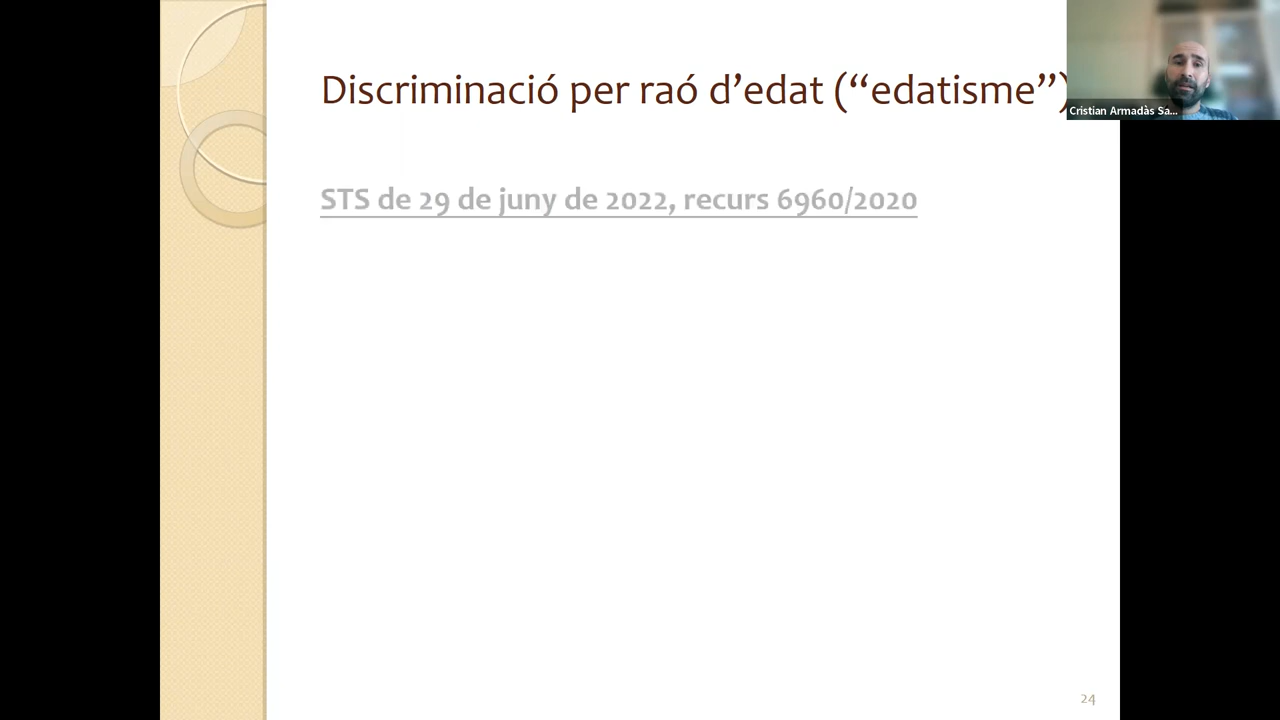 Discriminació per raó d’edat (“edatisme”)
Cristian Armadàs Sa...
STS de 29 de juny de 2022, recurs 6960/2020
24